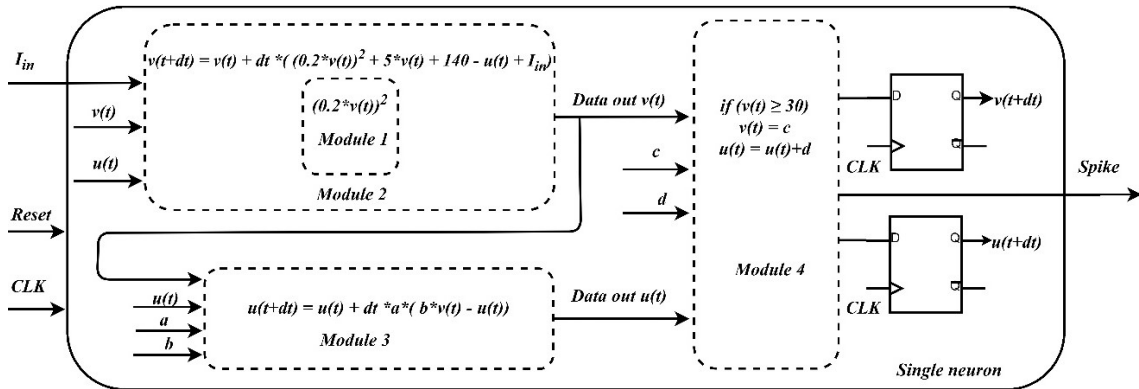 I_in
v(t)
u(t)
Reset
CLK
v(t+dt) = v(t) + dt *( (0.2*v(t))² + 5*v(t) + 140 - u(t) + I_in)
(0.2*v(t))²
Module 1
Module 2
Data out v(t)
c
d
u(t)
a
b
u(t+dt) = u(t) + dt *a*( b*v(t) - u(t))
Module 3
Data out u(t)
if (v(t) ≥ 30)
v(t) = c
u(t) = u(t)+d
Module 4
D
Q
Q̅
CLK
v(t+dt)
Spike
D
Q
Q̅
CLK
u(t+dt)
Single neuron